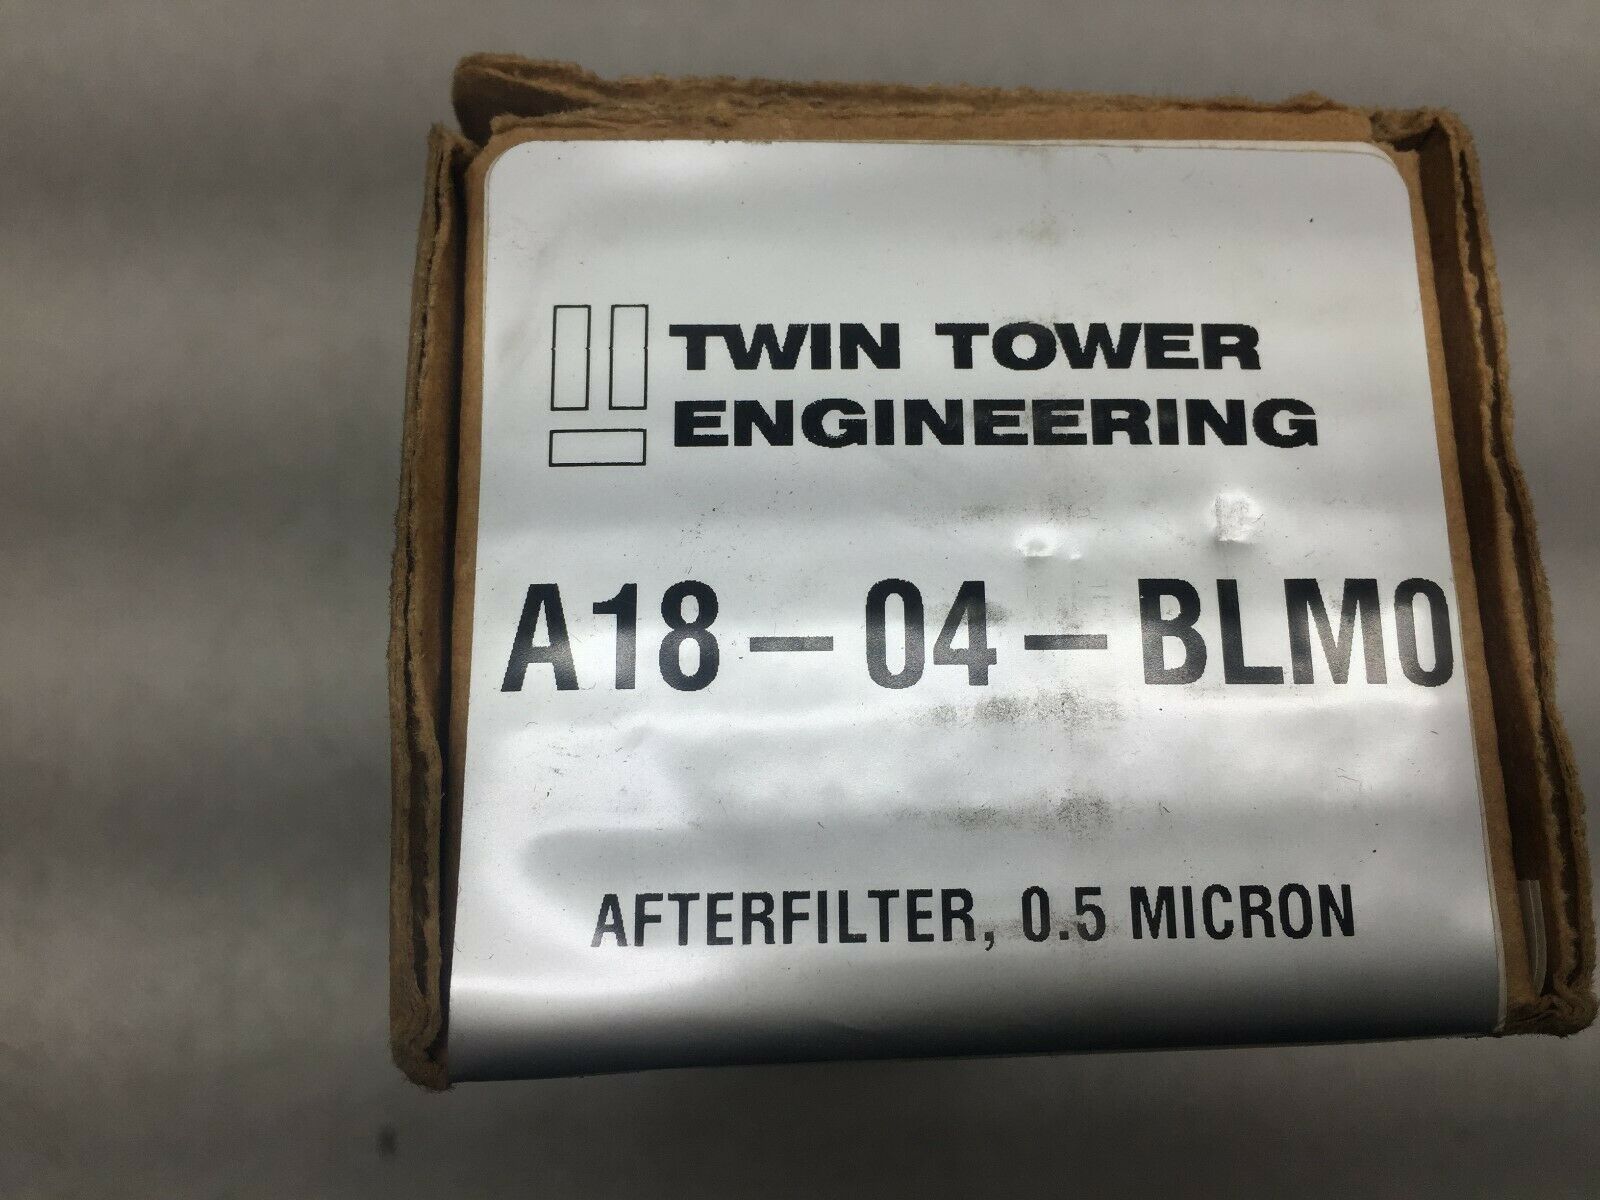 TWIN TOWER
ENGINEERING
A18-04-BLM0
AFTERFILTER, 0.5 MICRON